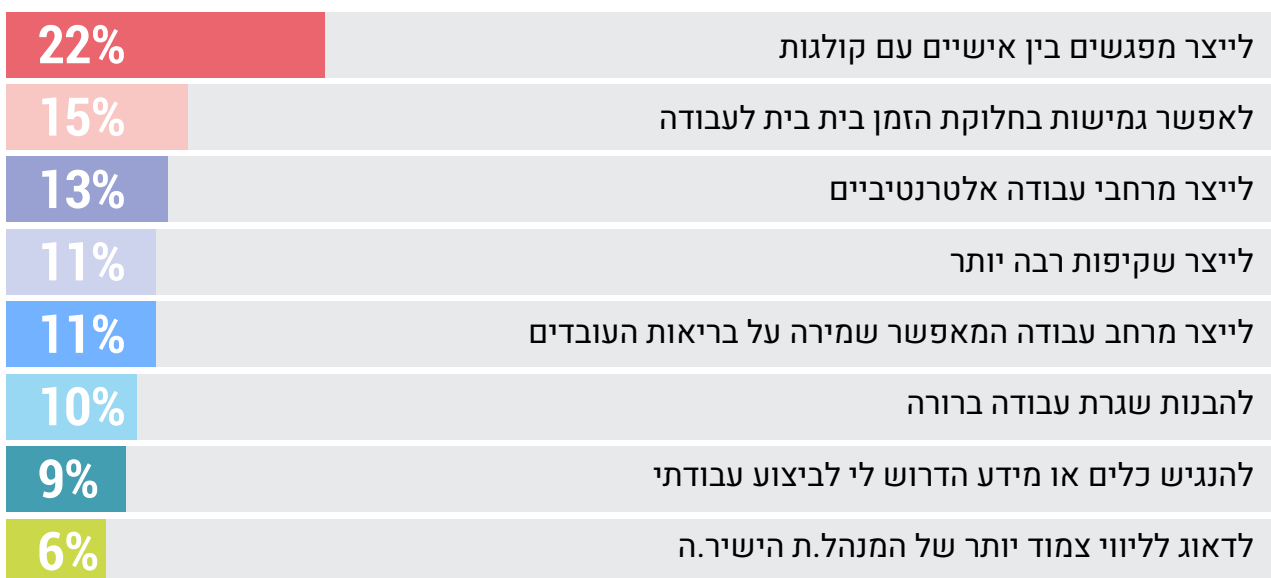 לייצר מפגשים בין אישיים עם קולגות 22%
לאפשר גמישות בחלוקת הזמן בית בית לעבודה 15%
לייצר מרחבי עבודה אלטרנטיביים 13%
לייצר שקיפות רבה יותר 11%
לייצר מרחב עבודה המאפשר שמירה על בריאות העובדים 11%
להבנות שגרת עבודה ברורה 10%
להנגיש כלים או מידע הדרוש לי לביצוע עבודתי 9%
לדאוג לליווי צמוד יותר של המנהל.ת הישיר.ה 6%